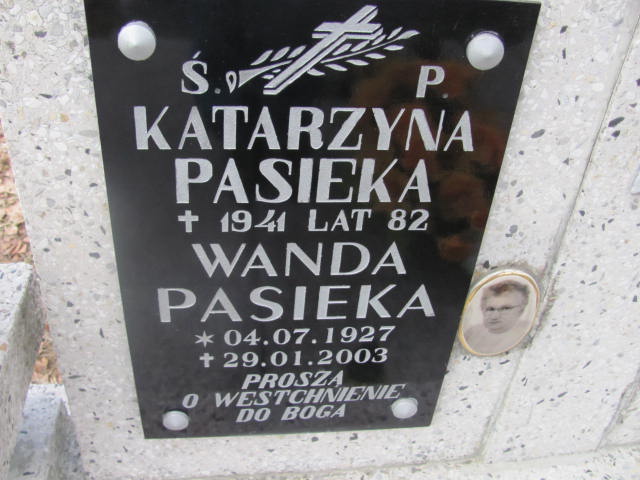 Ś. P.
KATARZYNA
PASIEKA
✝ 1941 LAT 82
WANDA
PASIEKA
* 04.07.1927
✝ 29.01.2003
PROSZĄ
O WESTCHNIENIE
DO BOGA